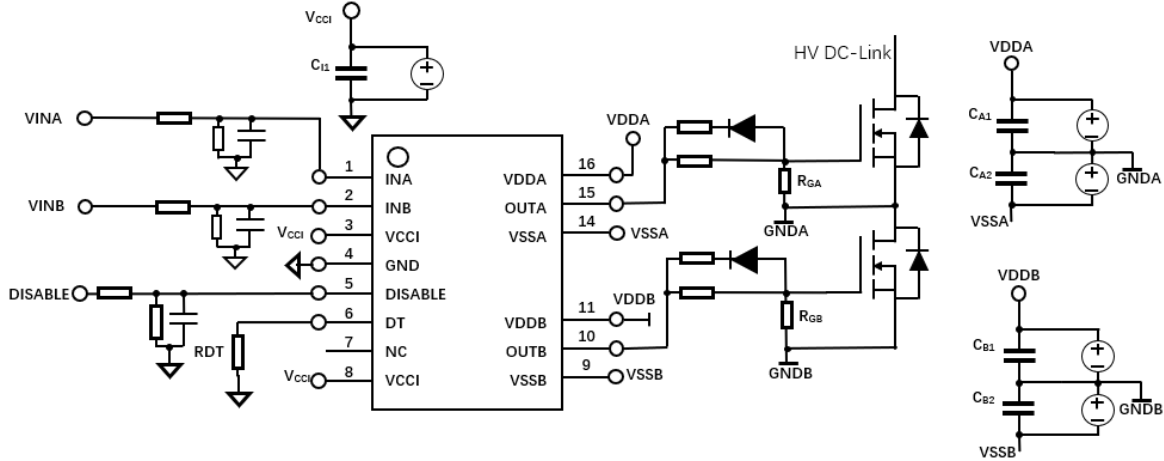 VCCI
CI1
HV DC-Link
VDDA
VINA
VDDA
1
INA
16
VDDA
CA1
RGA
GNDA
CA2
15
OUTA
VINB
2
INB
GNDA
VSSA
VCCI
3
VCCI
14
VSSA
VSSA
4
GND
DISABLE
5
DISABLE
VDDB
VDDB
6
DT
11
VDDB
RGB
RDT
7
NC
10
OUTB
CB1
GNDB
VCCI
8
VCCI
9
VSSB
VSSB
CB2
GNDB
VSSB